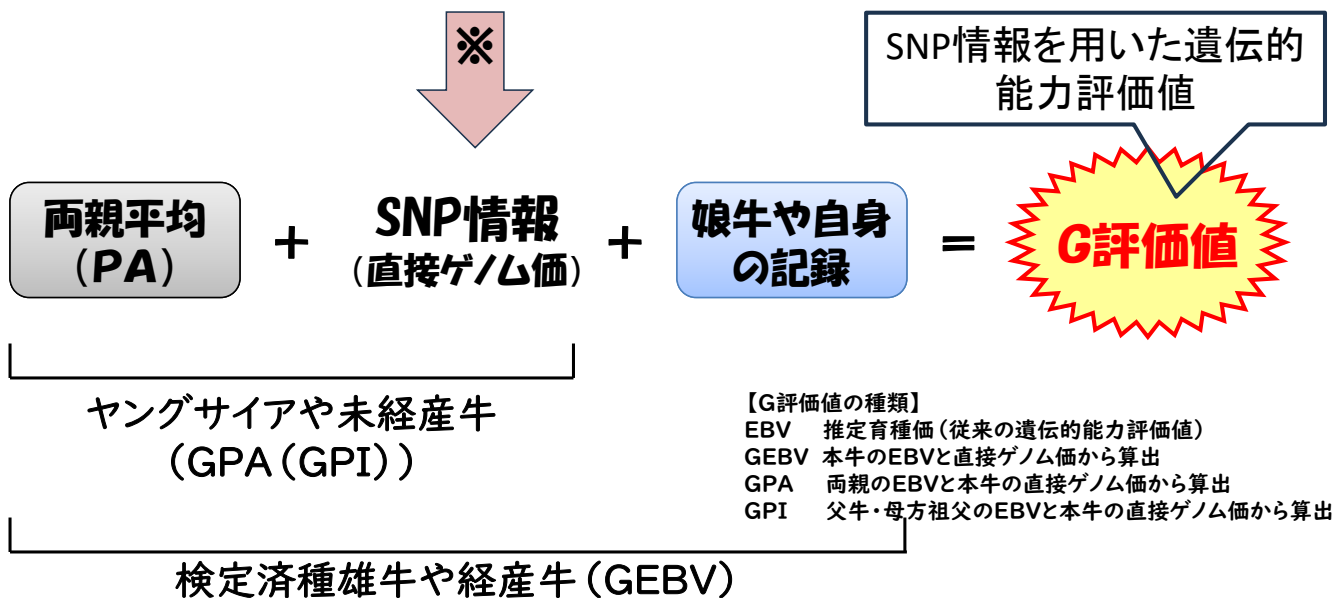 ※
SNP情報を用いた遺伝的
能力評価値
両親平均
(PA)
+
SNP情報
(直接ゲノム価)
+
娘牛や自身
の記録
=
G評価値
ヤングサイアや未経産牛
(GPA(GPI))
【G評価値の種類】
EBV 推定育種価(従来の遺伝的能力評価値)
GEBV 本牛のEBVと直接ゲノム価から算出
GPA 両親のEBVと本牛の直接ゲノム価から算出
GPI 父牛・母方祖父のEBVと本牛の直接ゲノム価から算出
検定済種雄牛や経産牛(GEBV)